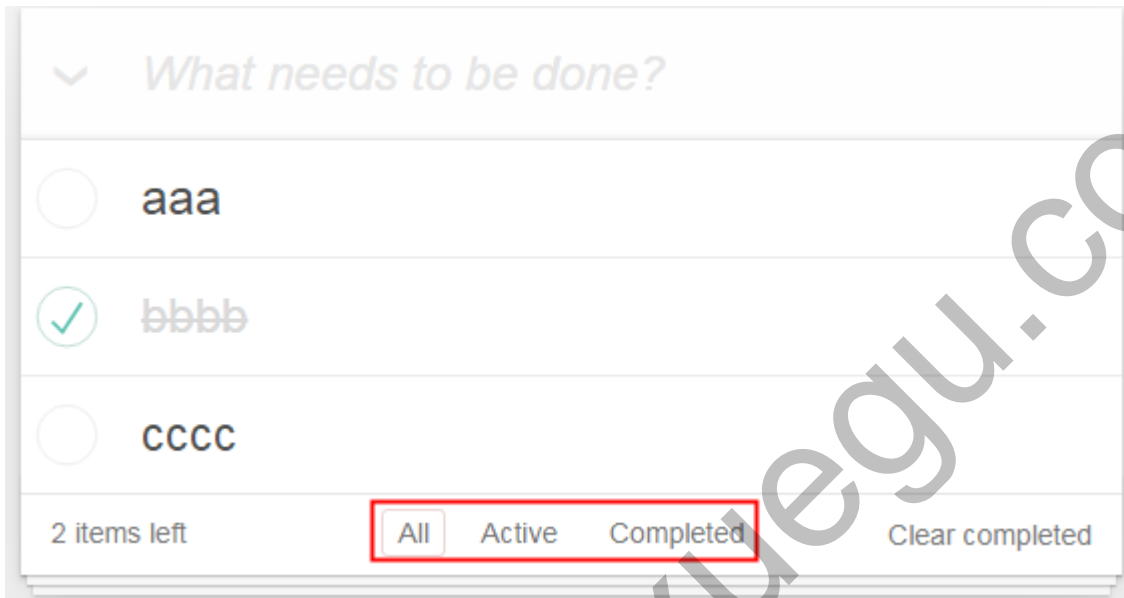 What needs to be done?
aaa
bbbb
cccc
2 items left All Active Completed Clear completed